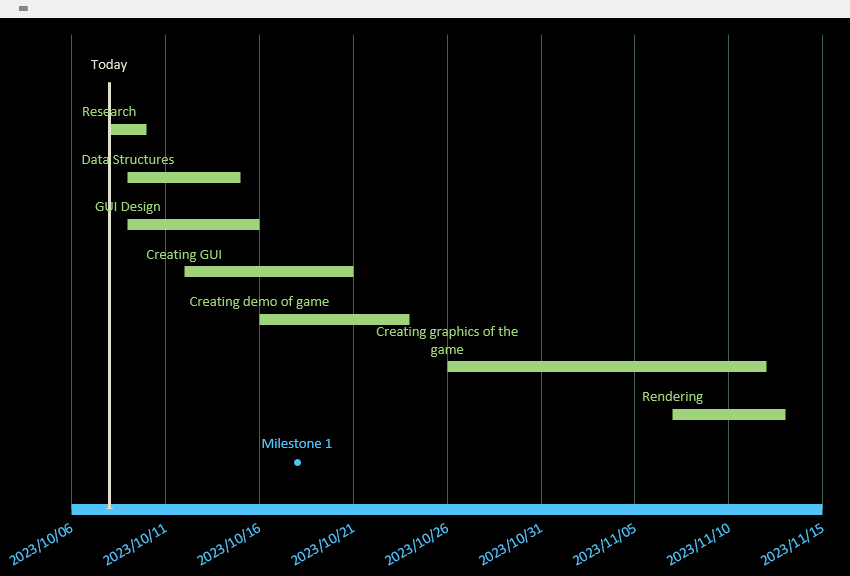 Today
Research
Data Structures
GUI Design
Creating GUI
Creating demo of game
Creating graphics of the
game
Rendering
Milestone 1
2023/10/06
2023/10/11
2023/10/16
2023/10/21
2023/10/26
2023/10/31
2023/11/05
2023/11/10
2023/11/15